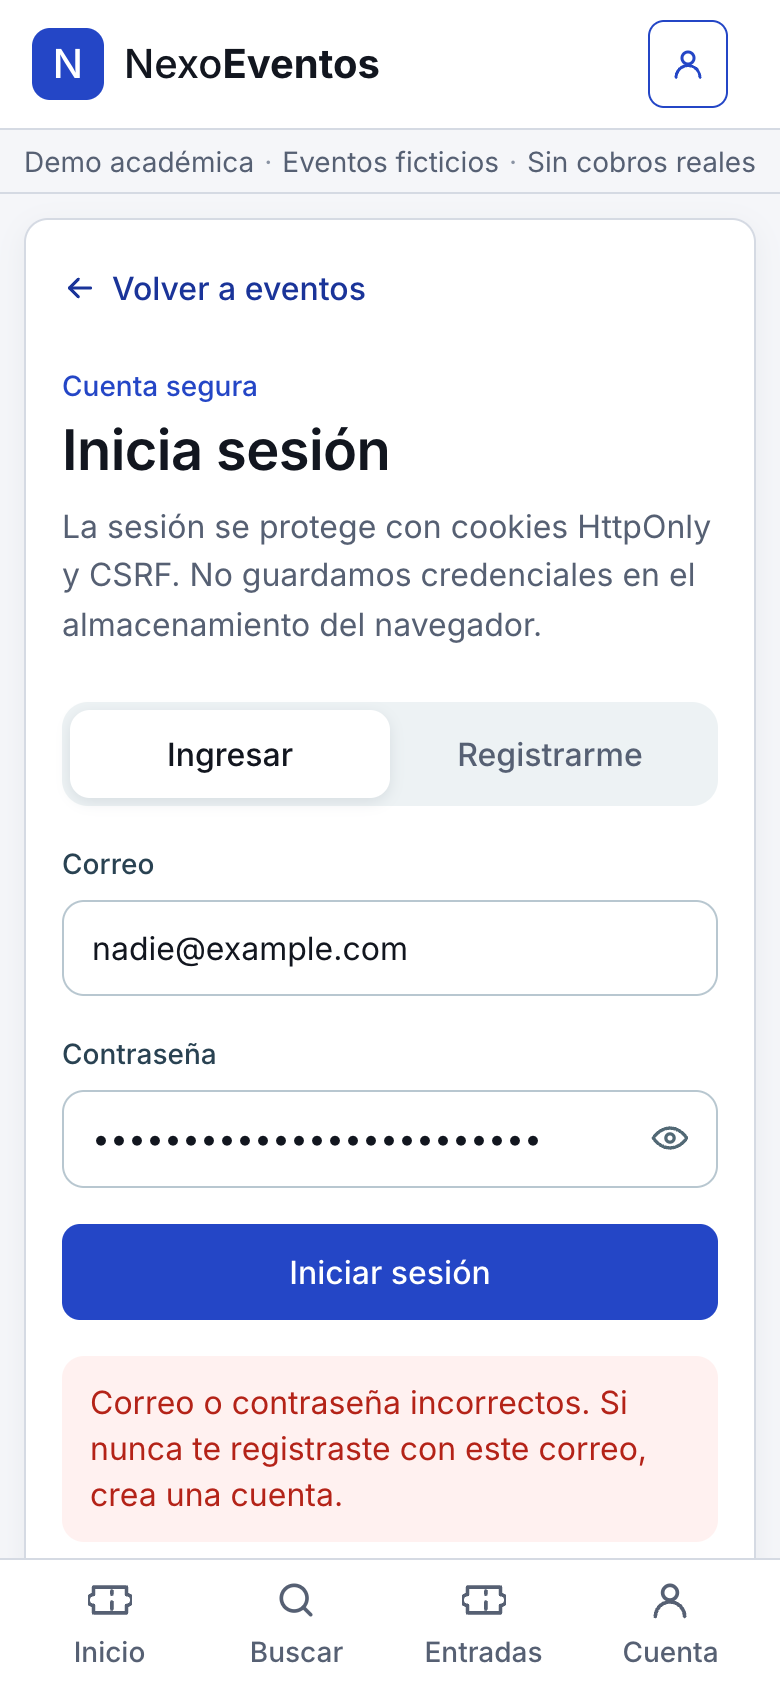 N NexoEventos
Demo académica · Eventos ficticios · Sin cobros reales
← Volver a eventos
Cuenta segura
Inicia sesión
La sesión se protege con cookies HttpOnly
y CSRF. No guardamos credenciales en el
almacenamiento del navegador.
Ingresar Registrarme
Correo
nadie@example.com
Contraseña
•••••••••••••••••••••••••
Iniciar sesión
Correo o contraseña incorrectos. Si
nunca te registraste con este correo,
crea una cuenta.
Inicio Buscar Entradas Cuenta